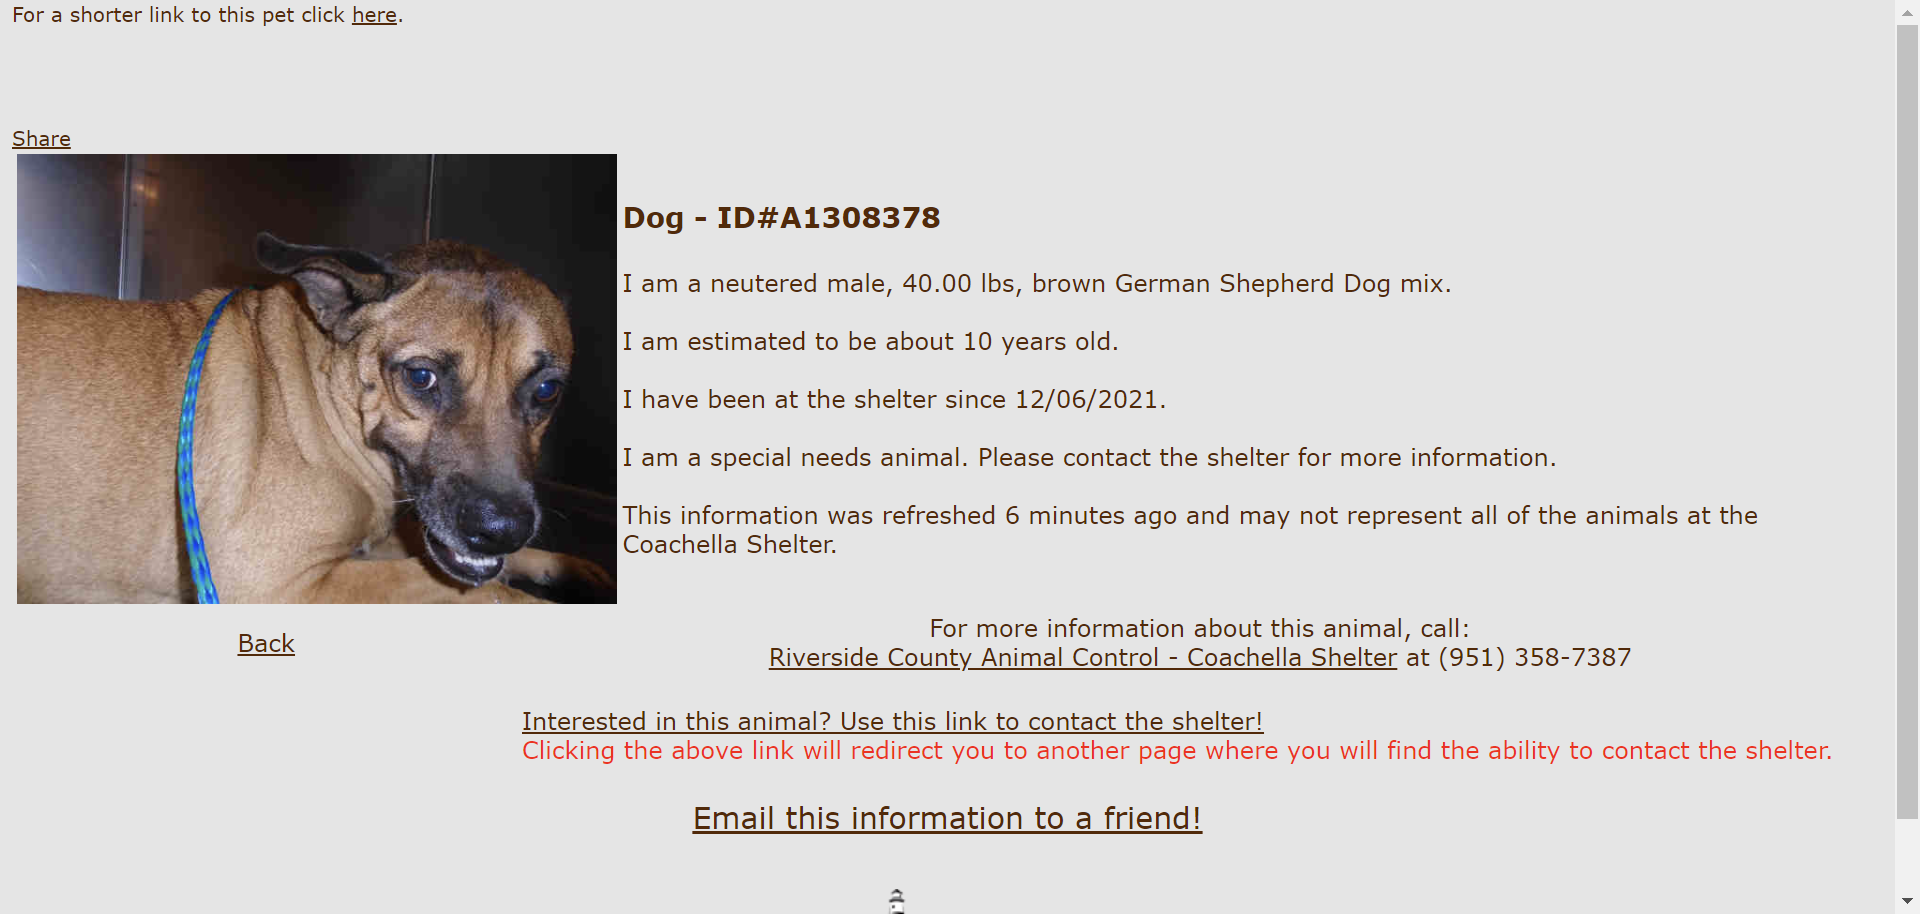 For a shorter link to this pet click here.
Share
Dog - ID#A1308378
I am a neutered male, 40.00 lbs, brown German Shepherd Dog mix.
I am estimated to be about 10 years old.
I have been at the shelter since 12/06/2021.
I am a special needs animal. Please contact the shelter for more information.
This information was refreshed 6 minutes ago and may not represent all of the animals at the
Coachella Shelter.
Back
For more information about this animal, call:
Riverside County Animal Control - Coachella Shelter at (951) 358-7387
Interested in this animal? Use this link to contact the shelter!
Clicking the above link will redirect you to another page where you will find the ability to contact the shelter.
Email this information to a friend!